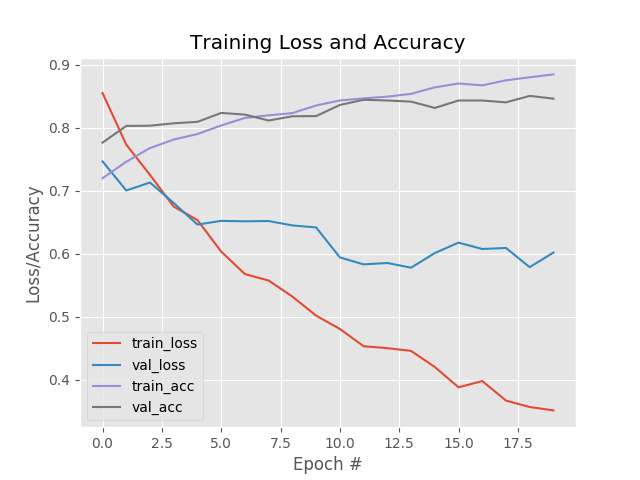 Training Loss and Accuracy
0.9
0.8
0.7
0.6
0.5
0.4
Loss/Accuracy
train_loss
val_loss
train_acc
val_acc
0.0 2.5 5.0 7.5 10.0 12.5 15.0 17.5
Epoch #